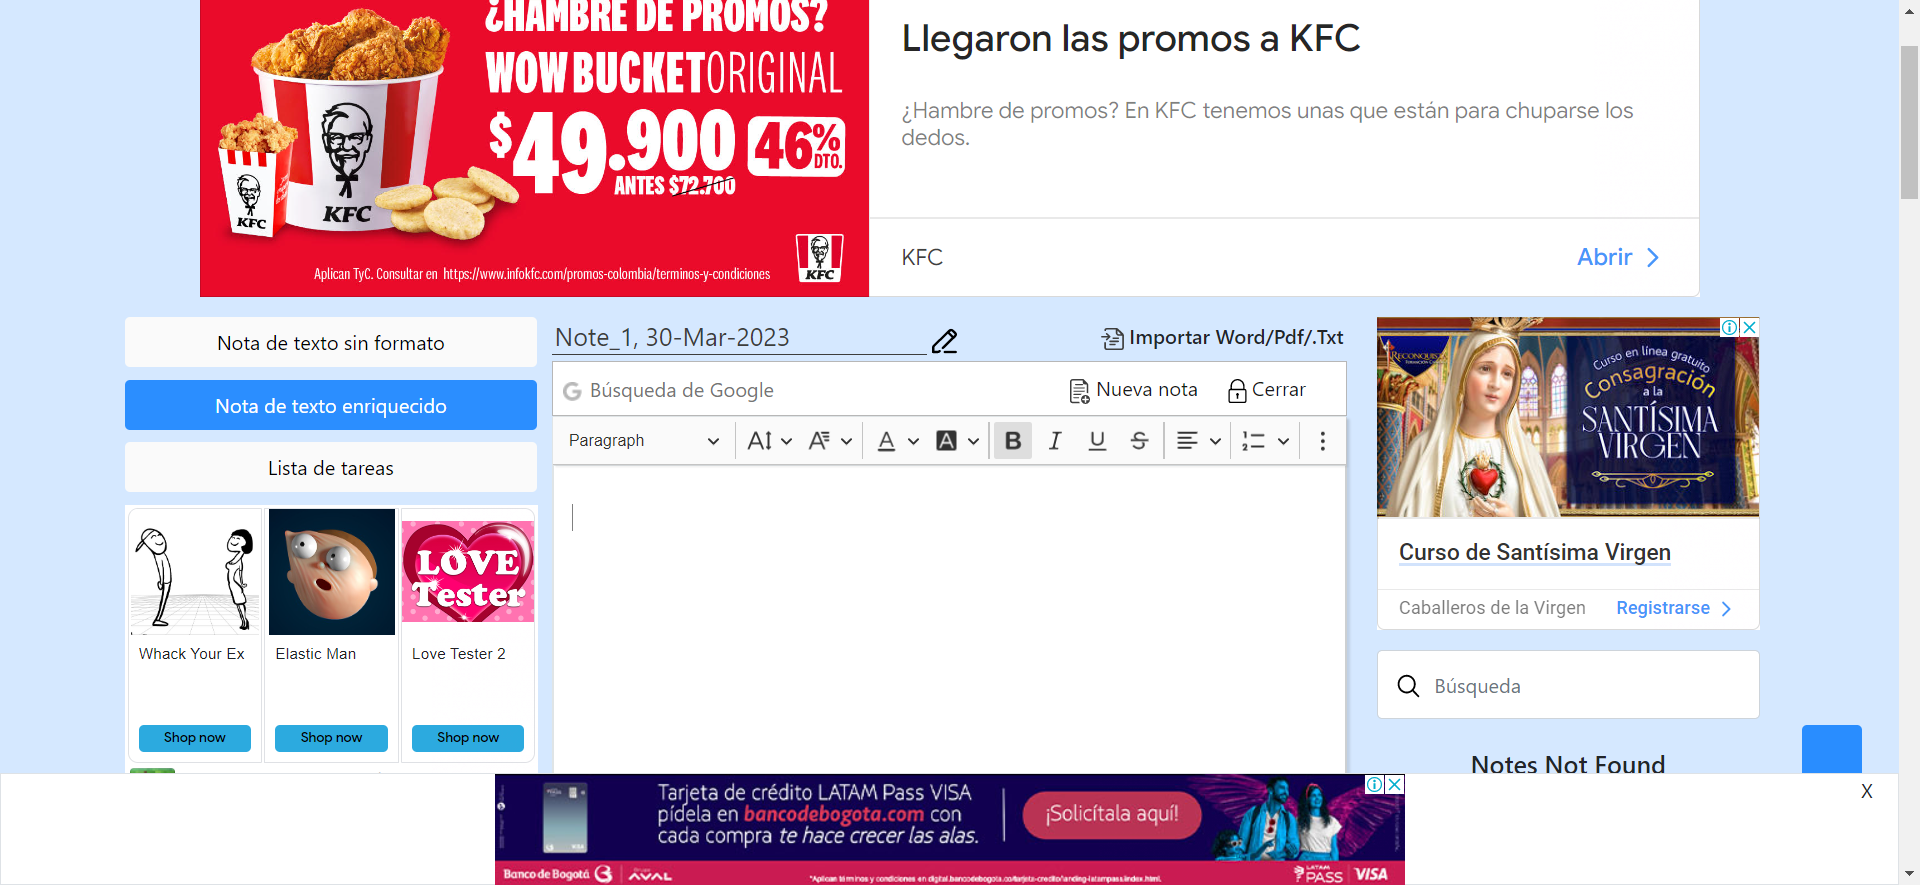 ¿HAMBRE DE PROMOS?
WOW BUCKET ORIGINAL
$49.900
46% DTO.
ANTES $72.700
KFC
KFC
KFC
Aplican TyC. Consultar en https://www.infokfc.com/promos-colombia/terminos-y-condiciones
Llegaron las promos a KFC
¿Hambre de promos? En KFC tenemos unas que están para chuparse los
dedos.
KFC
Abrir
Nota de texto sin formato
Nota de texto enriquecido
Lista de tareas
Whack Your Ex
Elastic Man
LOVE
Tester
Love Tester 2
Shop now
Shop now
Shop now
Note_1, 30-Mar-2023
Importar Word/Pdf/.Txt
G Búsqueda de Google
Nueva nota
Cerrar
Paragraph
A
A
A
A
B
I
U
S
RECONQUISTA
Curso en línea gratuito
Consagración
a la
SANTÍSIMA
VIRGEN
Curso de Santísima Virgen
Caballeros de la Virgen
Registrarse
Búsqueda
Notes Not Found
X
Tarjeta de crédito LATAM Pass VISA
pídela en bancodebogota.com con
cada compra te hace crecer las alas.
¡Solicítala aquí!
Banco de Bogotá
AVAL
*Aplican términos y condiciones en digital.bancodebogota.co/tarjeta-credito/landing-latampass/index.html.
LATAM
PASS
VISA